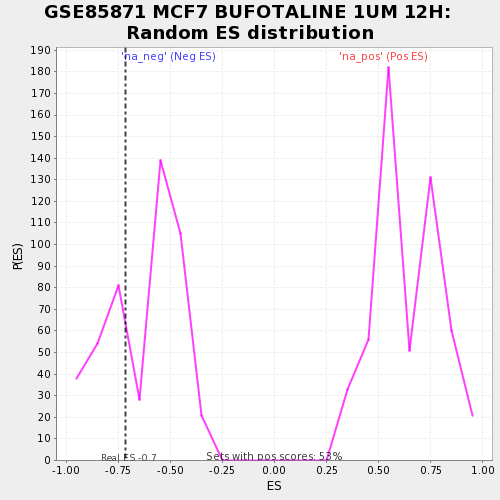 GSE85871 MCF7 BUFOTALINE 1UM 12H:
Random ES distribution
'na_neg' (Neg ES)
'na_pos' (Pos ES)
190
180
170
160
150
140
130
120
110
100
90
80
70
60
50
40
30
20
10
0
P(ES)
Real ES -0.7
Sets with pos scores: 53%
-1.00 -0.75 -0.50 -0.25 0.00 0.25 0.50 0.75 1.00
ES